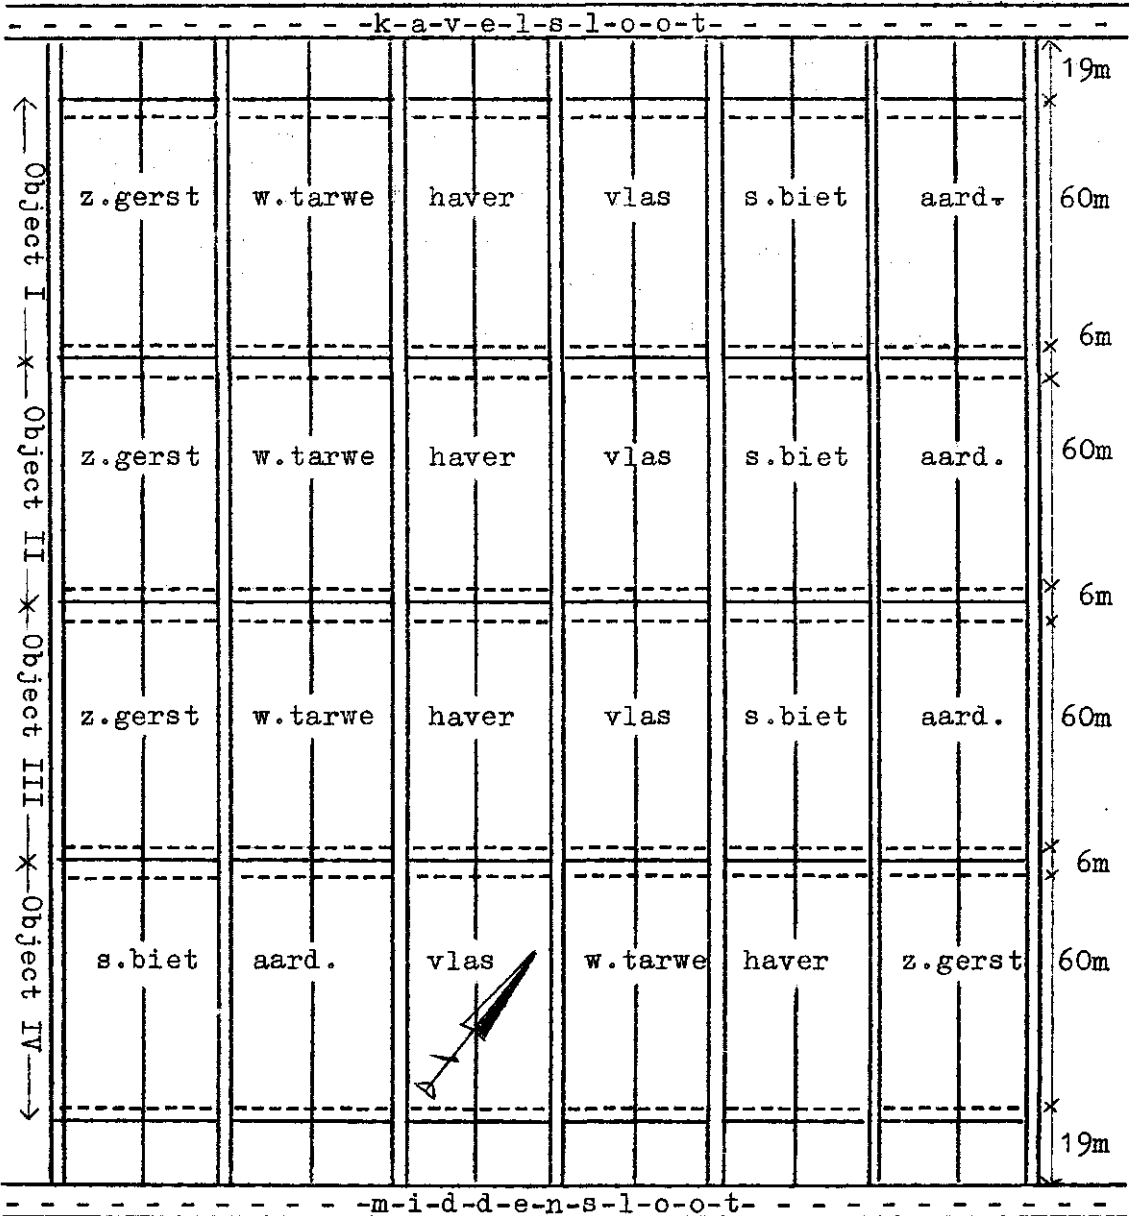 k-a-v-e-l-s-l-o-o-t
19m
z.gerst w.tarwe haver vlas s.biet aard. 60m
Object I
6m
z.gerst w.tarwe haver vlas s.biet aard. 60m
Object II
6m
z.gerst w.tarwe haver vlas s.biet aard. 60m
Object III
6m
s.biet aard. vlas w.tarwe haver z.gerst 60m
Object IV
19m
m-i-d-d-e-n-s-l-o-o-t